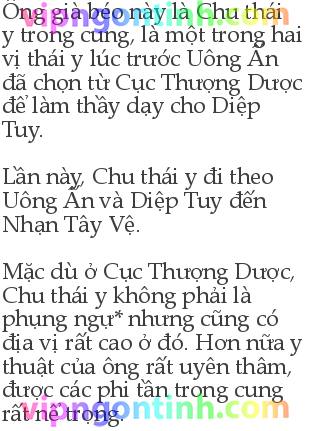 Ông già béo này là Chu thái
y trong cung, là một trong hai
vị thái y lúc trước Uông Ấn
đã chọn từ Cục Thượng Dược
để làm thầy dạy cho Diệp
Tuy.
Lần này, Chu thái y đi theo
Uông Ấn và Diệp Tuy đến
Nhạn Tây Vệ.
Mặc dù ở Cục Thượng Dược,
Chu thái y không phải là
phụng ngự* nhưng cũng có
địa vị rất cao ở đó. Hơn nữa y
thuật của ông rất uyên thâm,
được các phi tần trong cung
rất nể trọng.
vipngontinh.com
vipngontinh.com